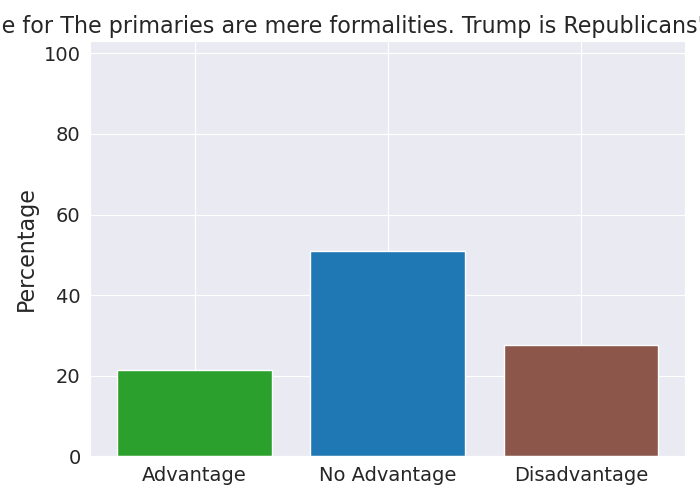 e for The primaries are mere formalities. Trump is Republicans'
100
80
60
40
20
0
Percentage
Advantage No Advantage Disadvantage